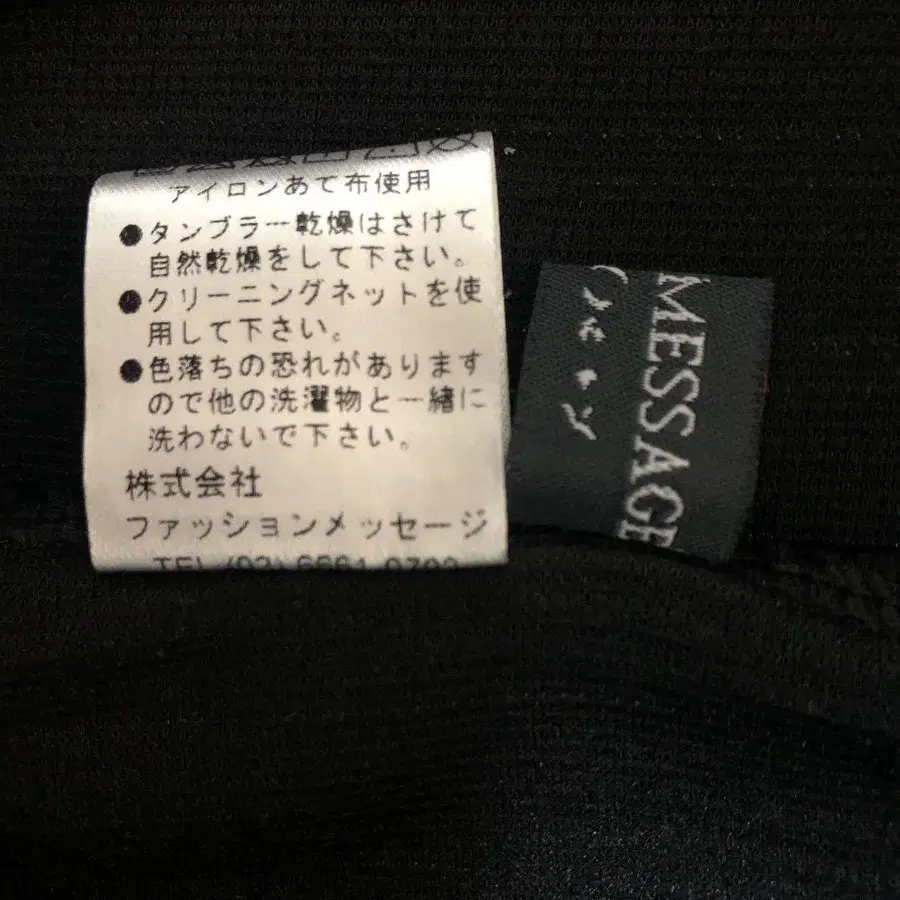 アイロンあて布使用
●タンブラー乾燥はさけて
自然乾燥をして下さい。
●クリーニングネットを使
用して下さい。
●色落ちの恐れがあります
ので他の洗濯物と一緒に
洗わないで下さい。
株式会社
ファッションメッセージ
TEL (03) 6661
MESSAGE